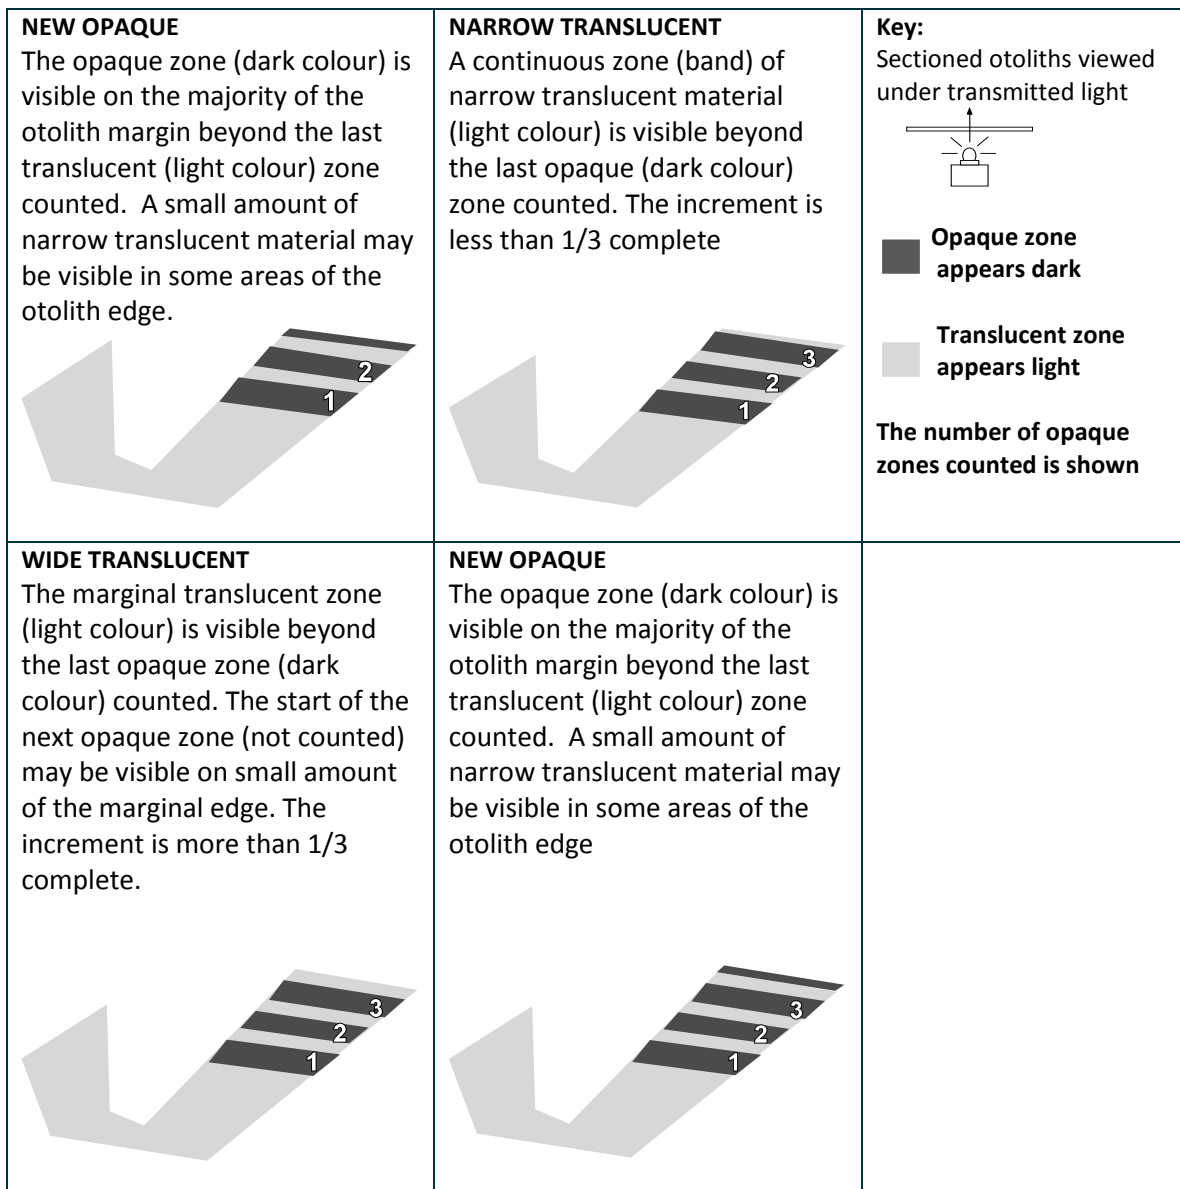 NEW OPAQUE
The opaque zone (dark colour) is
visible on the majority of the
otolith margin beyond the last
translucent (light colour) zone
counted.  A small amount of
narrow translucent material may
be visible in some areas of the
otolith edge.
2
1
NARROW TRANSLUCENT
A continuous zone (band) of
narrow translucent material
(light colour) is visible beyond
the last opaque (dark colour)
zone counted. The increment is
less than 1/3 complete
3
2
1
Key:
Sectioned otoliths viewed
under transmitted light
Opaque zone
appears dark
Translucent zone
appears light
The number of opaque
zones counted is shown
WIDE TRANSLUCENT
The marginal translucent zone
(light colour) is visible beyond
the last opaque zone (dark
colour) counted. The start of the
next opaque zone (not counted)
may be visible on small amount
of the marginal edge. The
increment is more than 1/3
complete.
3
2
1
NEW OPAQUE
The opaque zone (dark colour) is
visible on the majority of the
otolith margin beyond the last
translucent (light colour) zone
counted.  A small amount of
narrow translucent material may
be visible in some areas of the
otolith edge
3
2
1